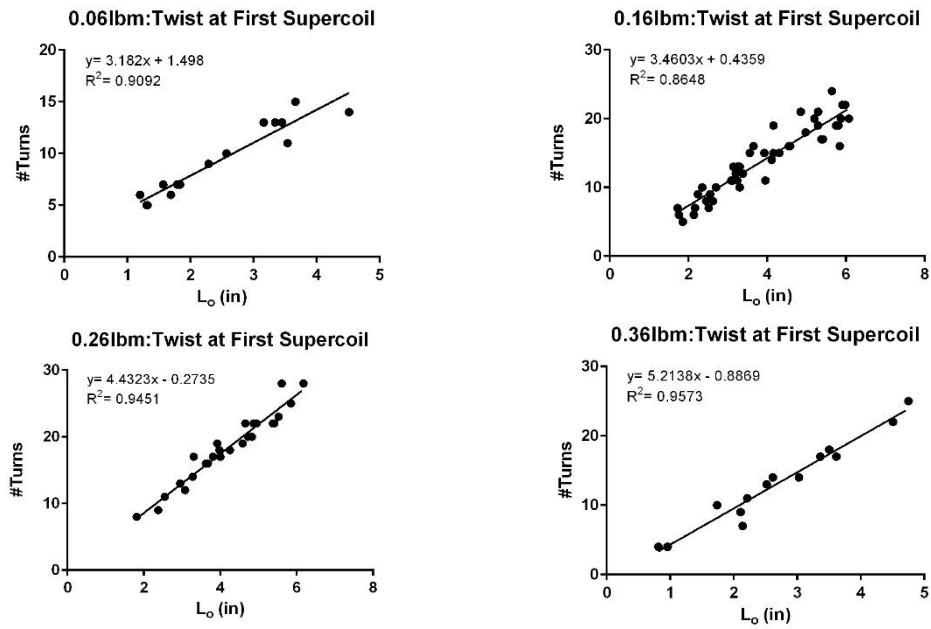 0.06lbm:Twist at First Supercoil
y= 3.182x + 1.498
R²= 0.9092
20
15
10
5
0
#Turns
0 1 2 3 4 5
Lo (in)
0.16lbm:Twist at First Supercoil
y= 3.4603x + 0.4359
R²= 0.8648
30
20
10
0
#Turns
0 2 4 6 8
Lo (in)
0.26lbm:Twist at First Supercoil
y= 4.4323x - 0.2735
R²= 0.9451
30
20
10
0
#Turns
0 2 4 6 8
Lo (in)
0.36lbm:Twist at First Supercoil
y= 5.2138x - 0.8869
R²= 0.9573
30
20
10
0
#Turns
0 1 2 3 4 5
Lo (in)